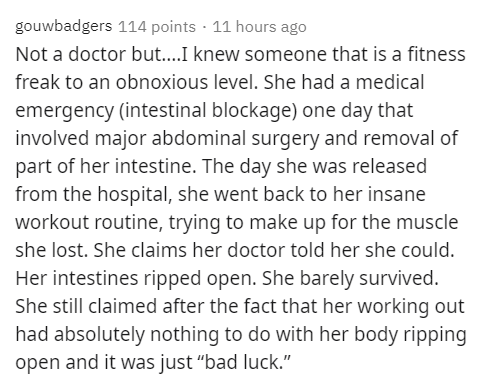 gouwbadgers 114 points · 11 hours ago
Not a doctor but....I knew someone that is a fitness
freak to an obnoxious level. She had a medical
emergency (intestinal blockage) one day that
involved major abdominal surgery and removal of
part of her intestine. The day she was released
from the hospital, she went back to her insane
workout routine, trying to make up for the muscle
she lost. She claims her doctor told her she could.
Her intestines ripped open. She barely survived.
She still claimed after the fact that her working out
had absolutely nothing to do with her body ripping
open and it was just “bad luck.”